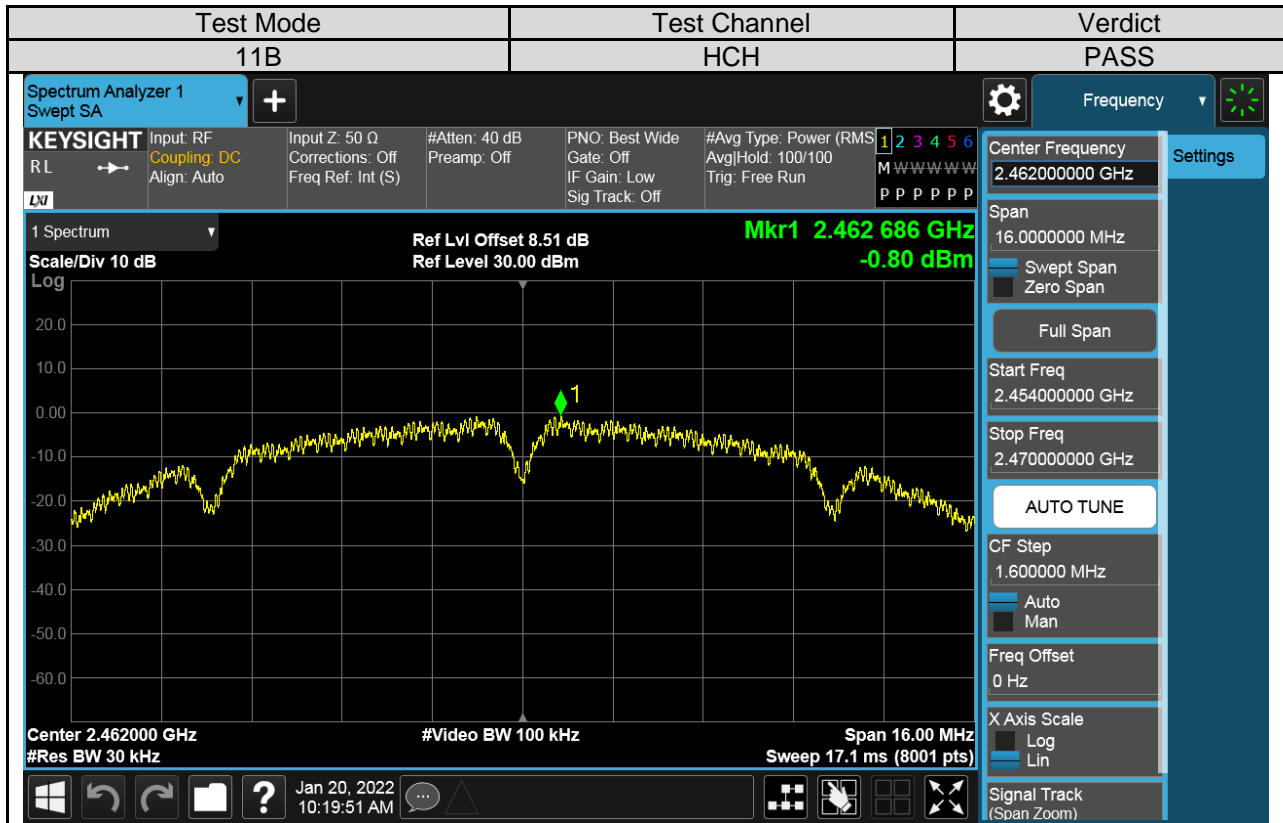 Test Mode Test Channel Verdict
11B HCH PASS
Spectrum Analyzer 1
Swept SA
Frequency
KEYSIGHT
RL
LXI
Input: RF
Coupling: DC
Align: Auto
Input Z: 50 Ω
Corrections: Off
Freq Ref: Int (S)
#Atten: 40 dB
Preamp: Off
PNO: Best Wide
Gate: Off
IF Gain: Low
Sig Track: Off
#Avg Type: Power (RMS
Avg|Hold: 100/100
Trig: Free Run
1 2 3 4 5 6
M W W W W W
P P P P P P
1 Spectrum
Scale/Div 10 dB
Ref Lvl Offset 8.51 dB
Ref Level 30.00 dBm
Mkr1 2.462 686 GHz
-0.80 dBm
Log
20.0
10.0
0.00
-10.0
-20.0
-30.0
-40.0
-50.0
-60.0
1
Center 2.462000 GHz
#Video BW 100 kHz
Span 16.00 MHz
#Res BW 30 kHz
Sweep 17.1 ms (8001 pts)
Center Frequency
2.462000000 GHz
Settings
Span
16.0000000 MHz
Swept Span
Zero Span
Full Span
Start Freq
2.454000000 GHz
Stop Freq
2.470000000 GHz
AUTO TUNE
CF Step
1.600000 MHz
Auto
Man
Freq Offset
0 Hz
X Axis Scale
Log
Lin
Signal Track
(Span Zoom)
?
Jan 20, 2022
10:19:51 AM